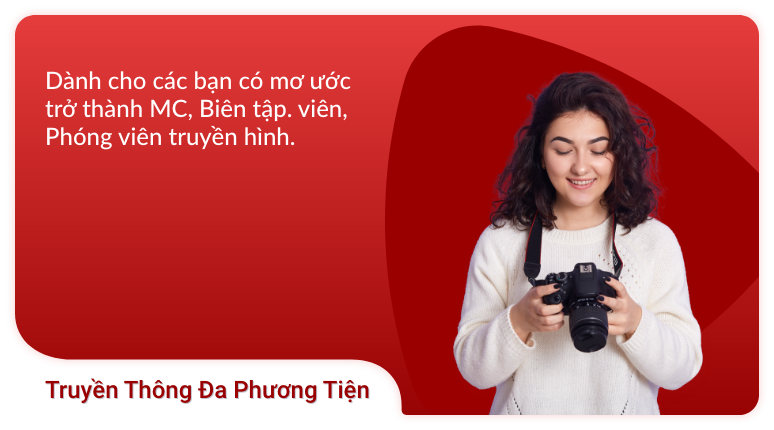 Dành cho các bạn có mơ ước
trở thành MC, Biên tập. viên,
Phóng viên truyền hình.
Truyền Thông Đa Phương Tiện